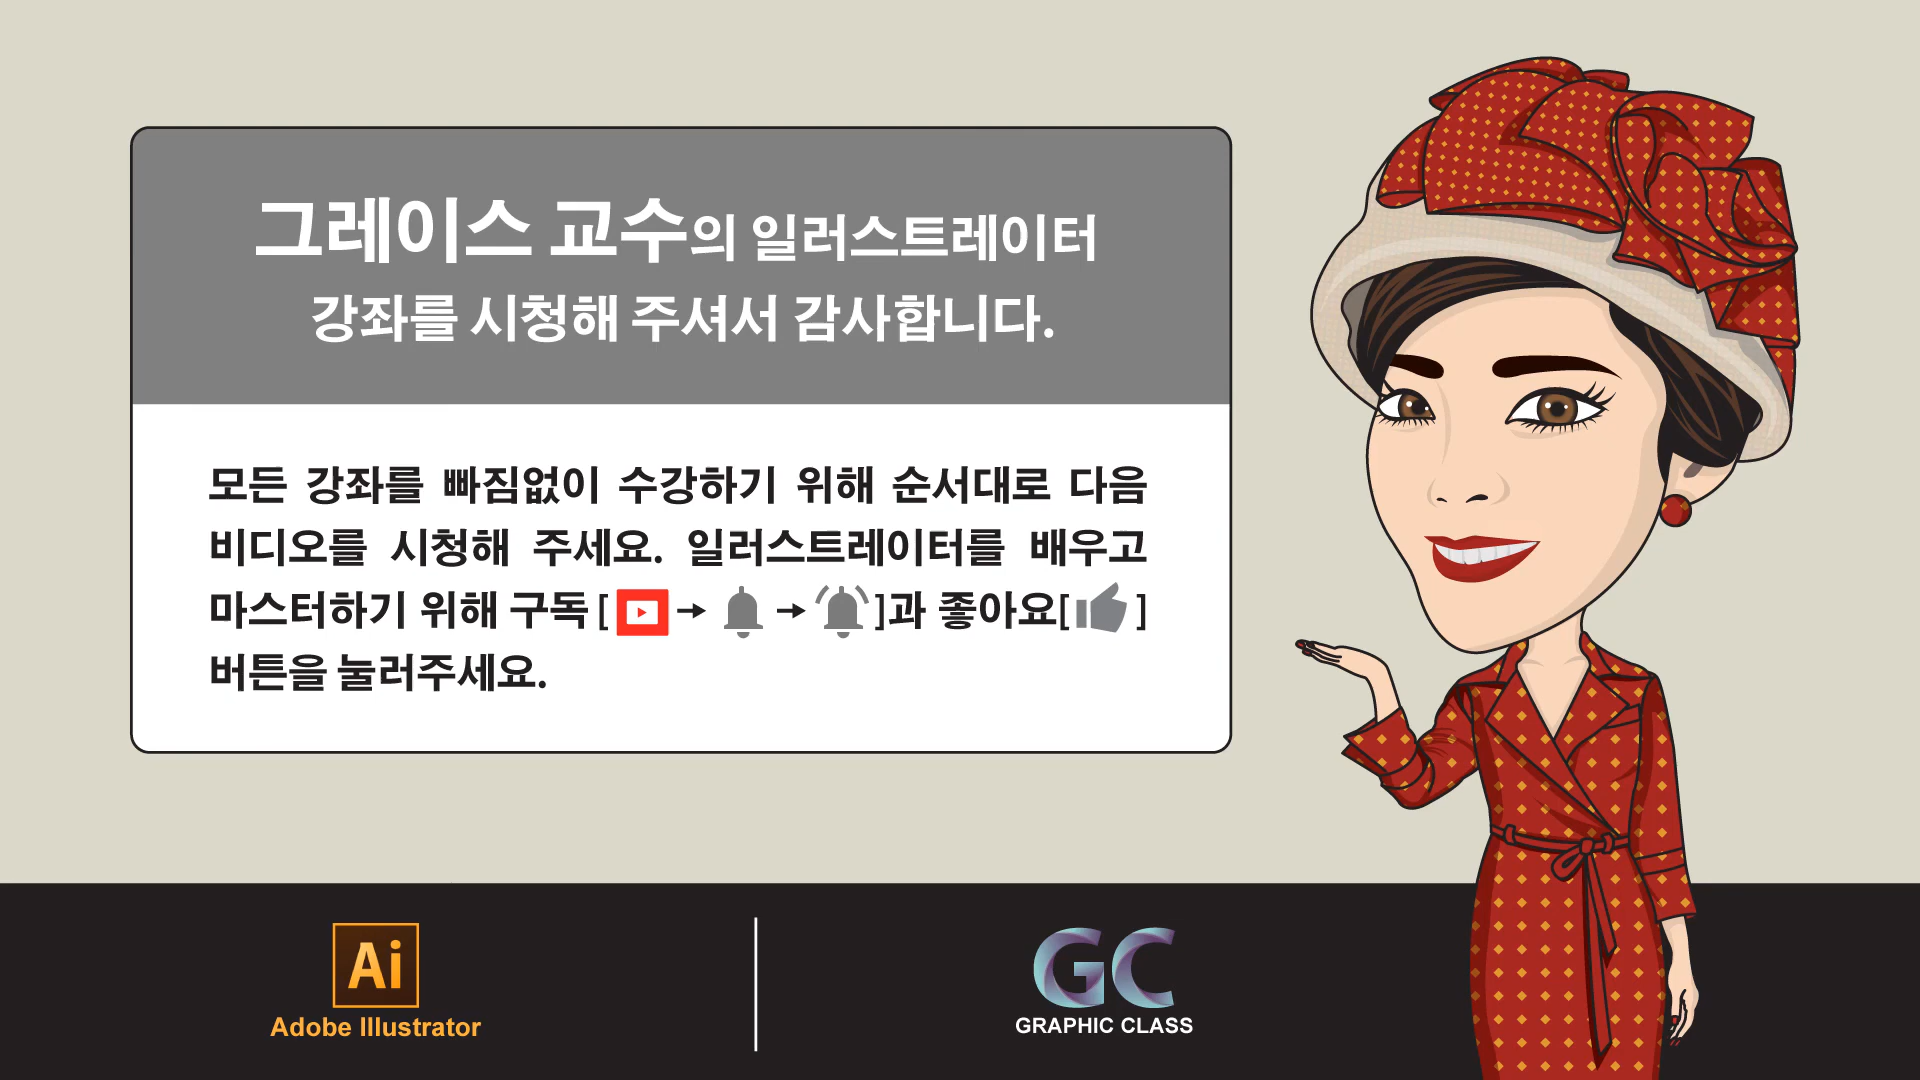 그레이스 교수의 일러스트레이터
강좌를 시청해 주셔서 감사합니다.
모든 강좌를 빠짐없이 수강하기 위해 순서대로 다음
비디오를 시청해 주세요. 일러스트레이터를 배우고
마스터하기 위해 구독[→→]과 좋아요[]
버튼을 눌러주세요.
Ai
Adobe Illustrator
GC
GRAPHIC CLASS